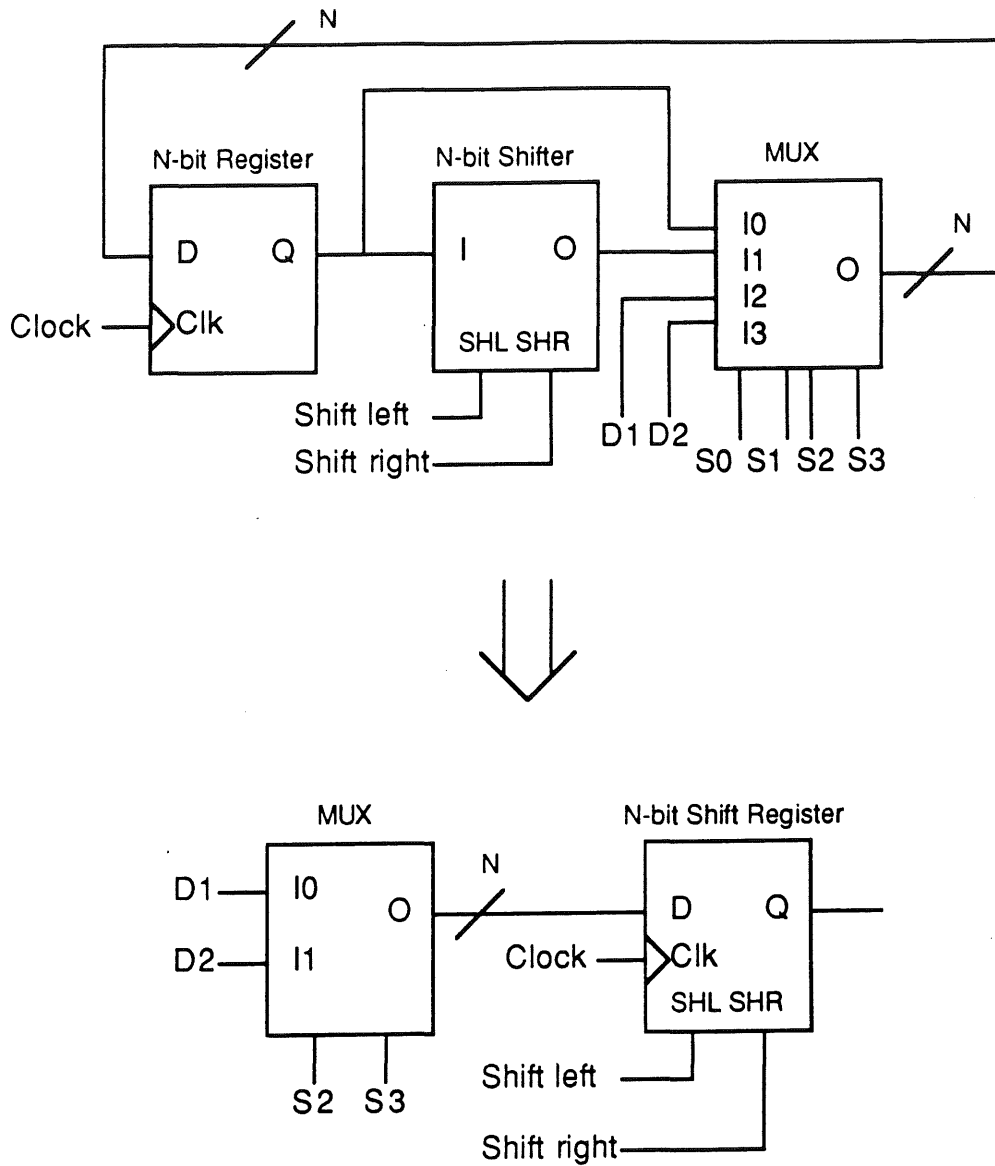 N
N-bit Register
N-bit Shifter
MUX
N
D Q
Clk
Clock
I O
SHL SHR
I0
I1
I2
I3
O
Shift left
Shift right
D1 D2
S0 S1 S2 S3
MUX
N-bit Shift Register
D1
I0
O
N
D2
I1
S2 S3
D Q
Clock
Clk
SHL SHR
Shift left
Shift right